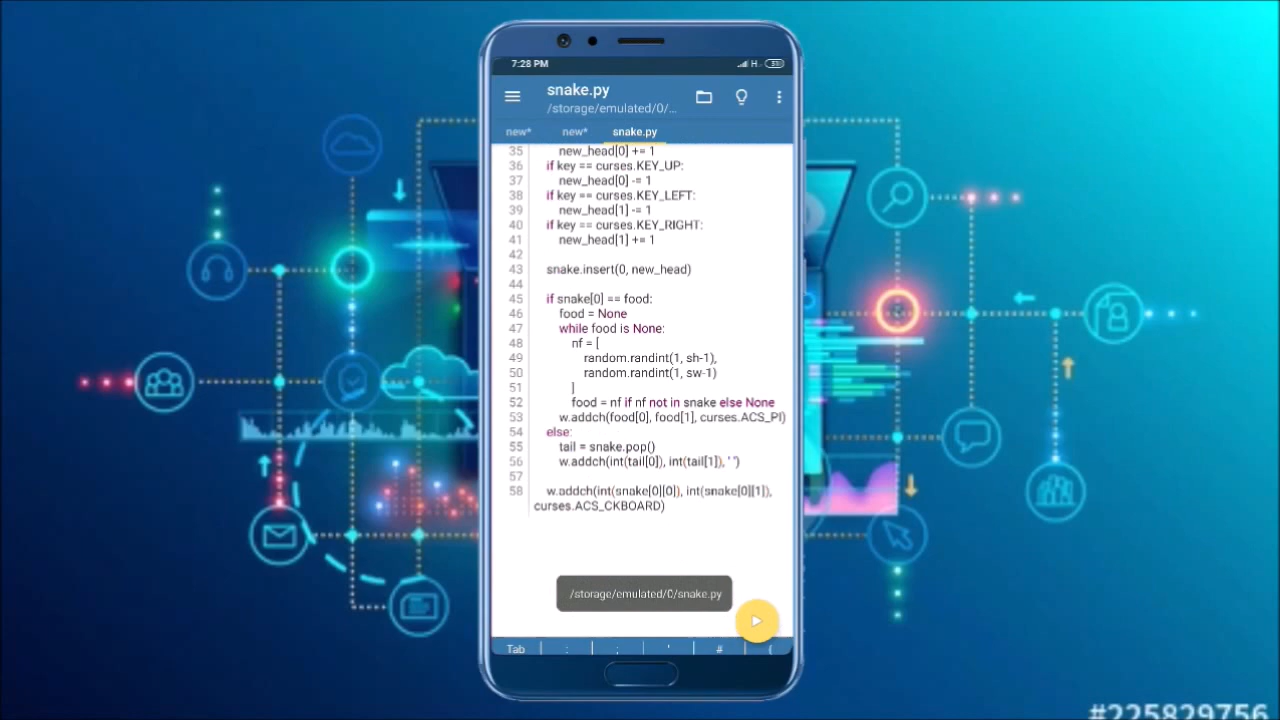 7:28 PM
H
snake.py
/storage/emulated/0/...
new* new* snake.py
35 new_head[0] += 1
36 if key == curses.KEY_UP:
37 new_head[0] -= 1
38 if key == curses.KEY_LEFT:
39 new_head[1] -= 1
40 if key == curses.KEY_RIGHT:
41 new_head[1] += 1
42
43 snake.insert(0, new_head)
44
45 if snake[0] == food:
46 food = None
47 while food is None:
48 nf = [
49 random.randint(1, sh-1),
50 random.randint(1, sw-1)
51 ]
52 food = nf if nf not in snake else None
53 w.addch(food[0], food[1], curses.ACS_PI)
54 else:
55 tail = snake.pop()
56 w.addch(int(tail[0]), int(tail[1]), ' ')
57
58 w.addch(int(snake[0][0]), int(snake[0][1]),
curses.ACS_CKBOARD)
/storage/emulated/0/snake.py
Tab : ; ' # (
#225829756